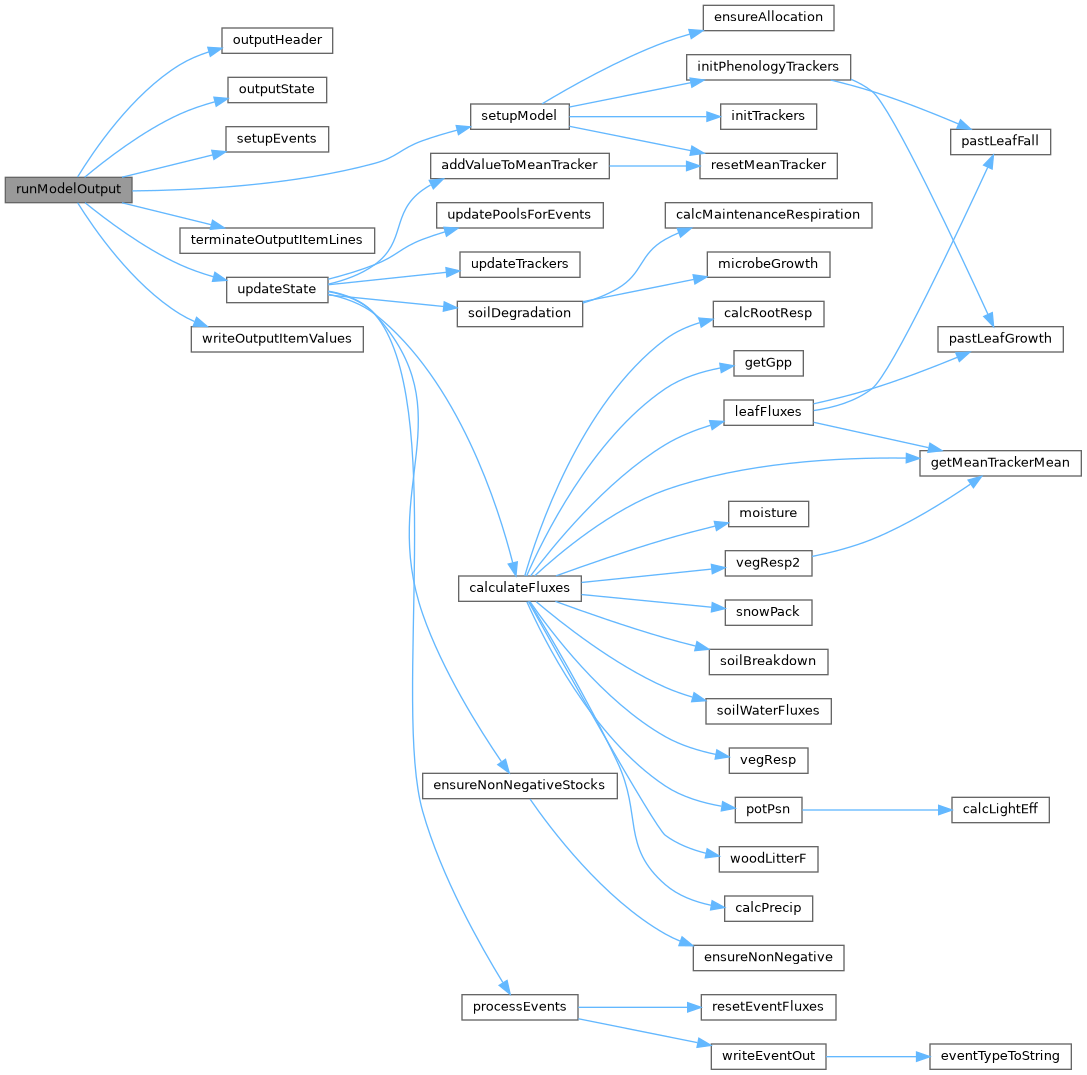 runModelOutput
outputHeader
outputState
setupEvents
setupModel
terminateOutputItemLines
updateState
writeOutputItemValues
ensureAllocation
initPhenologyTrackers
initTrackers
resetMeanTracker
pastLeafFall
pastLeafGrowth
addValueToMeanTracker
updatePoolsForEvents
updateTrackers
soilDegradation
calcMaintenanceRespiration
microbeGrowth
calculateFluxes
calcRootResp
getGpp
leafFluxes
getMeanTrackerMean
moisture
vegResp2
snowPack
soilBreakdown
soilWaterFluxes
vegResp
potPsn
calcLightEff
woodLitterF
calcPrecip
ensureNonNegativeStocks
ensureNonNegative
processEvents
resetEventFluxes
writeEventOut
eventTypeToString